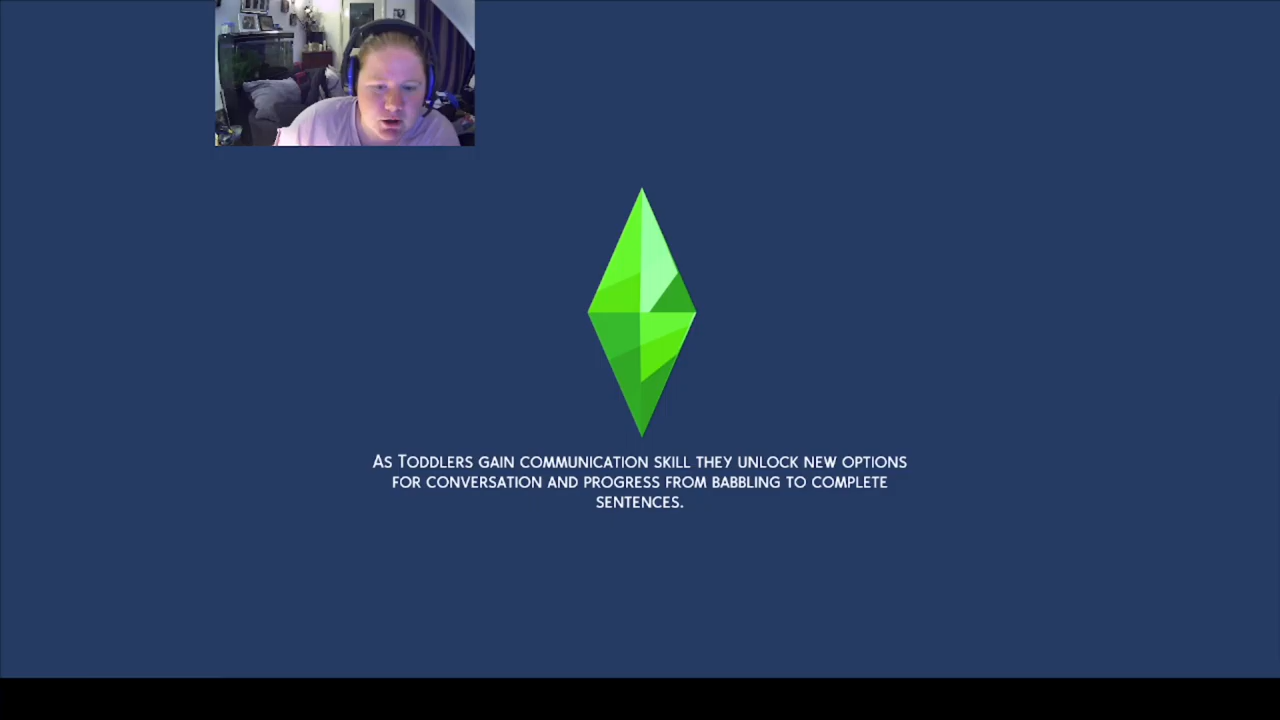 As Toddlers gain communication skill they unlock new options
for conversation and progress from babbling to complete
sentences.